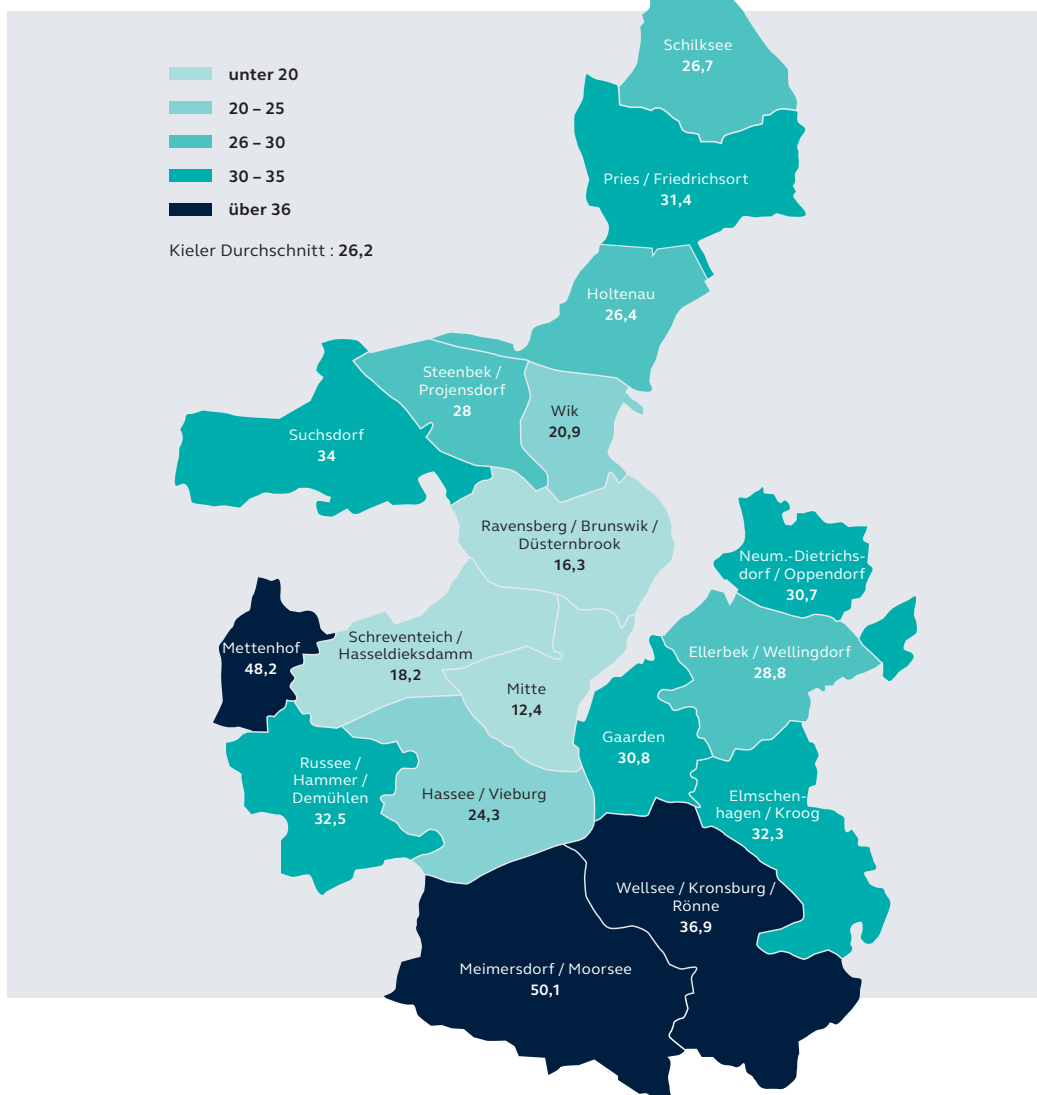 unter 20
20 – 25
26 – 30
30 – 35
über 36
Kieler Durchschnitt : 26,2
Schilksee
26,7
Pries / Friedrichsort
31,4
Holtenau
26,4
Steenbek /
Projensdorf
28
Wik
20,9
Suchsdorf
34
Ravensberg / Brunswik /
Düsternbrook
16,3
Neum.-Dietrichs-
dorf / Oppendorf
30,7
Mettenhof
48,2
Schreventeich /
Hasseldieksdamm
18,2
Ellerbek / Wellingdorf
28,8
Mitte
12,4
Gaarden
30,8
Russee /
Hammer /
Demühlen
32,5
Hassee / Vieburg
24,3
Elmschen-
hagen / Kroog
32,3
Wellsee / Kronsburg /
Rönne
36,9
Meimersdorf / Moorsee
50,1